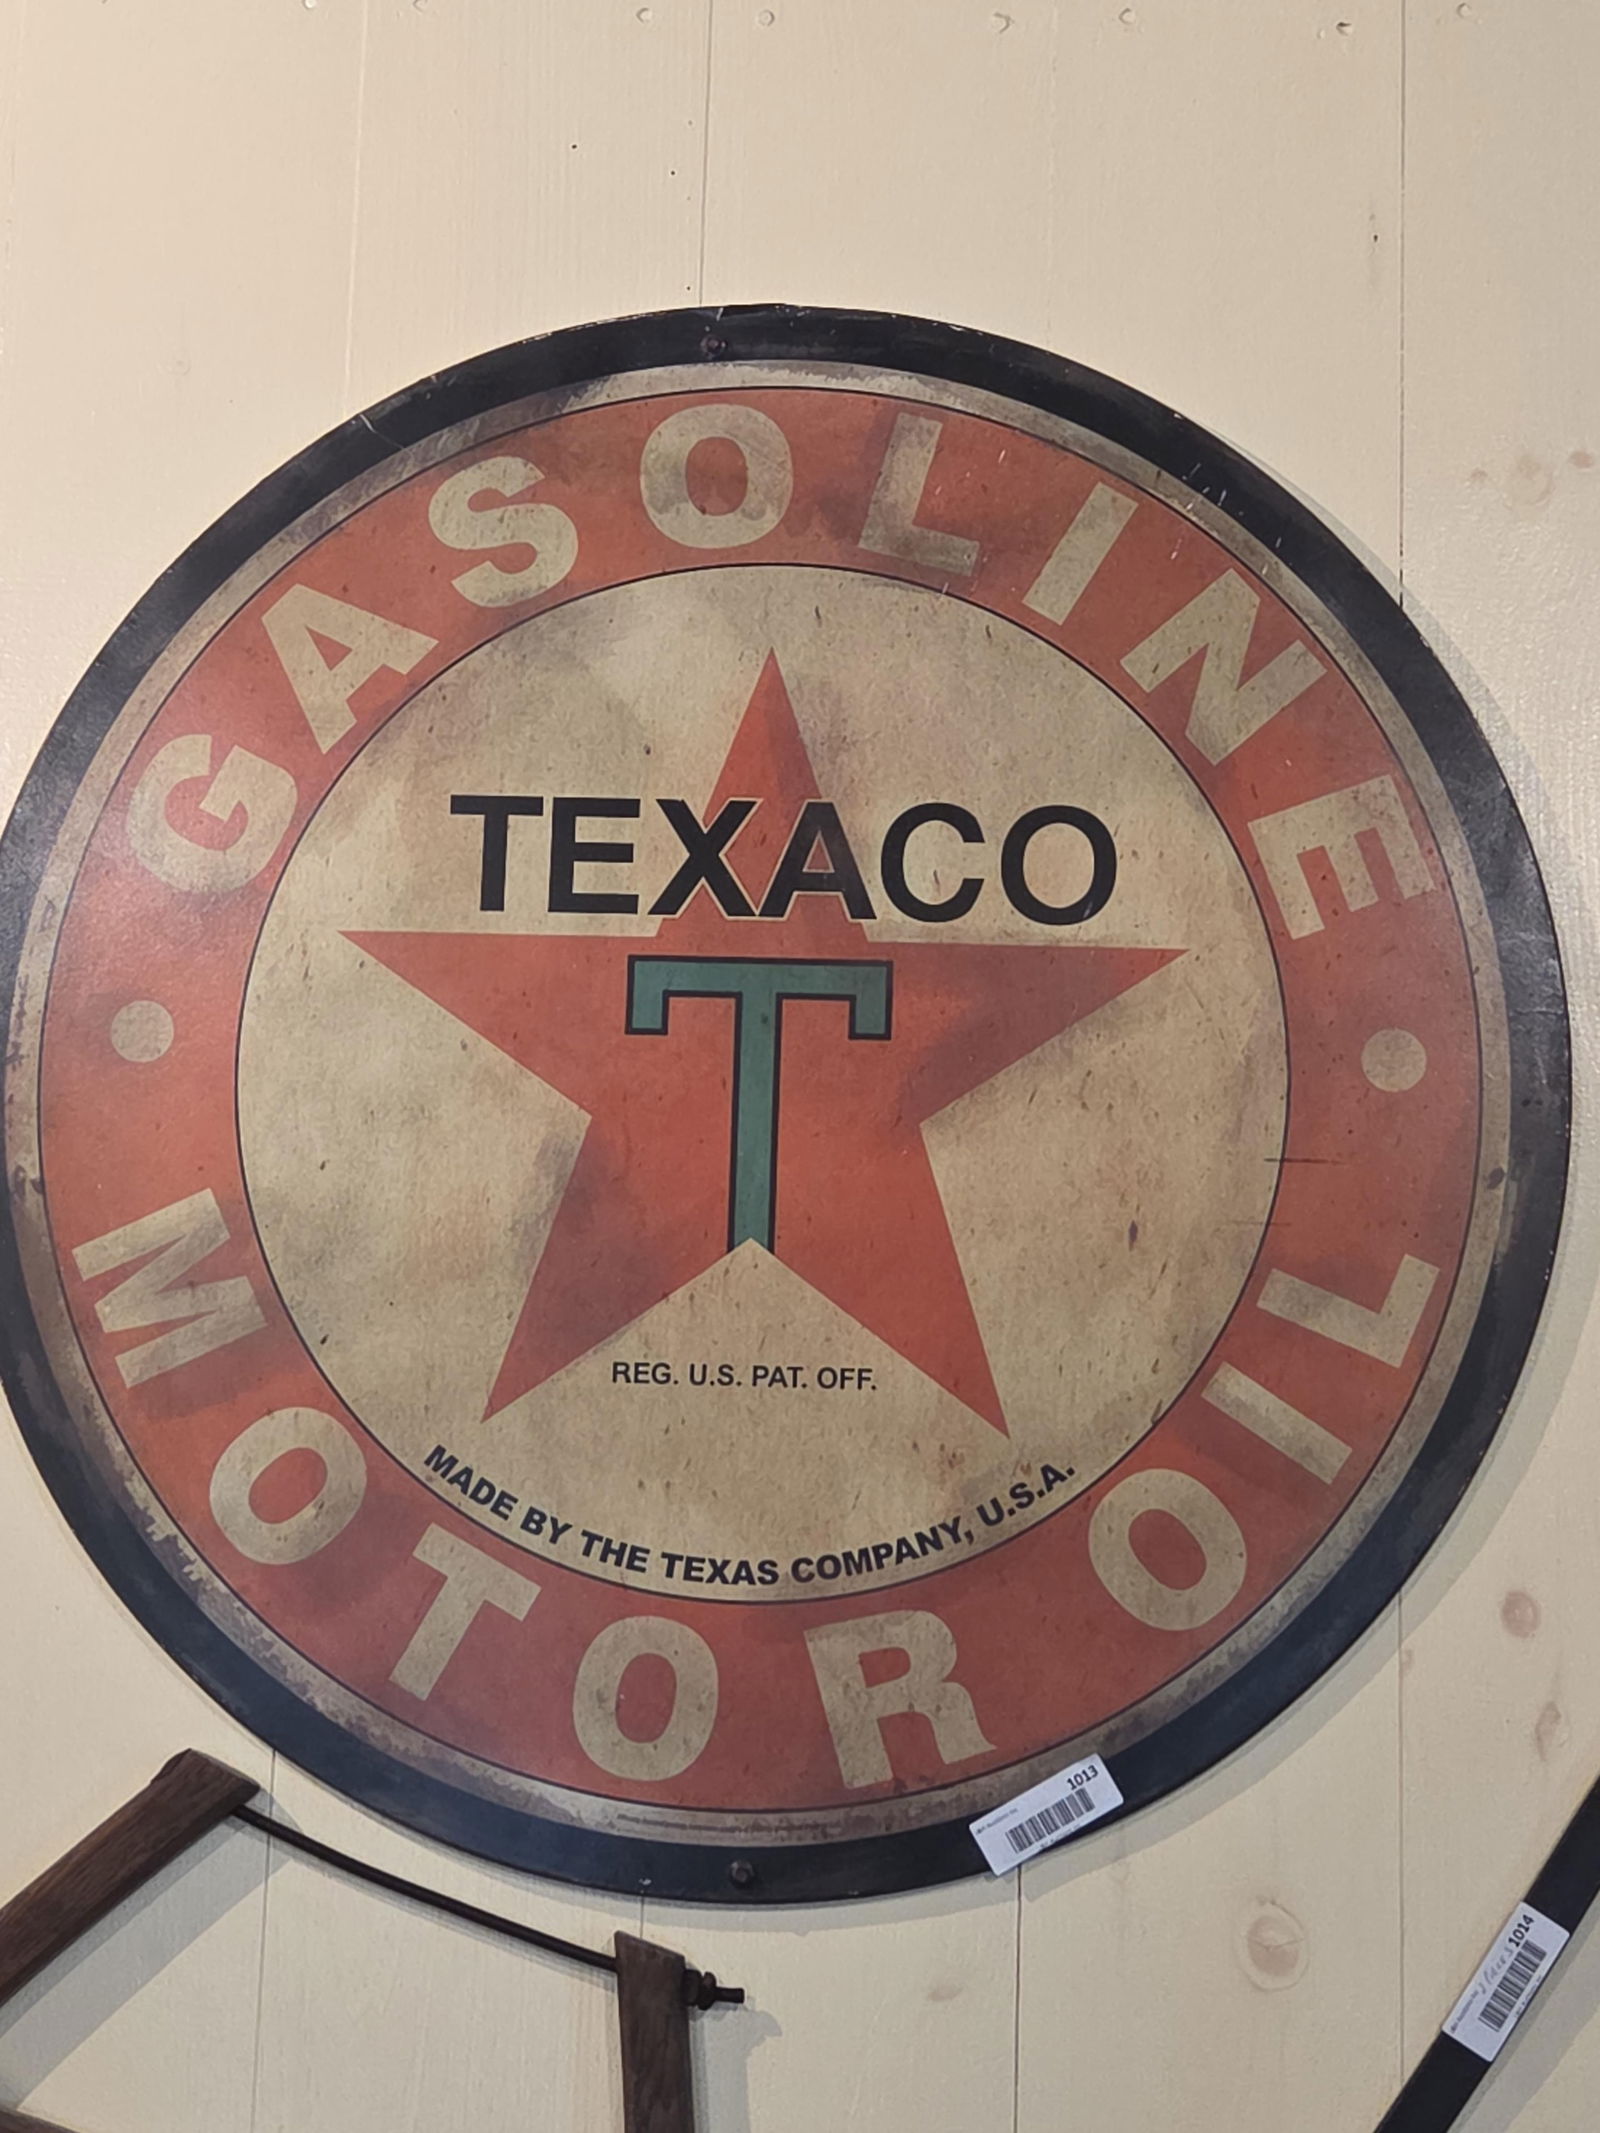 GASOLINE
TEXACO
T
REG. U.S. PAT. OFF.
MADE BY THE TEXAS COMPANY, U.S.A.
MOTOR OIL
1013
1014